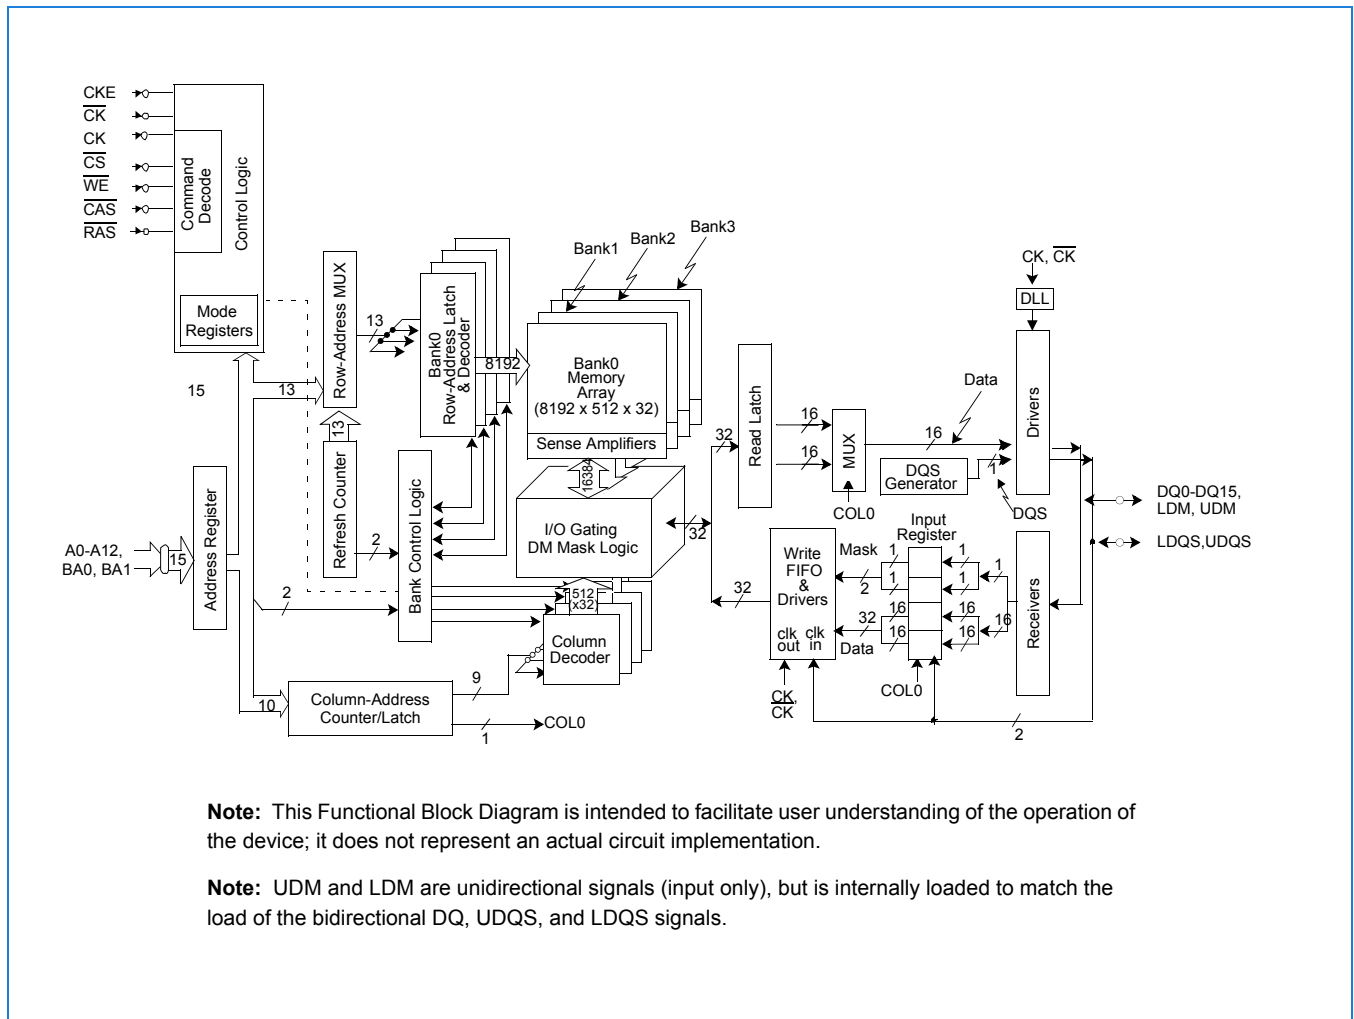 CKE
CK
CK
CS
WE
CAS
RAS
Command
Decode
Control Logic
Mode
Registers
15
13
Row-Address MUX
13
13
Refresh Counter
2
Bank0
Row-Address Latch
& Decoder
8192
Bank1
Bank2
Bank3
Bank0
Memory
Array
(8192 x 512 x 32)
Sense Amplifiers
16384
I/O Gating
DM Mask Logic
32
Bank Control Logic
2
512
(x32)
Column
Decoder
9
A0-A12,
BA0, BA1
15
Address Register
10
Column-Address
Counter/Latch
1
COL0
32
Read Latch
16
16
MUX
COL0
16
Data
DQS
Generator
1
DQS
CK, CK
DLL
Drivers
DQ0-DQ15,
LDM, UDM
LDQS,UDQS
Input
Register
Write
FIFO
&
Drivers
clk
out
clk
in
Mask
1
1
2
1
1
1
32
16
16
16
16
16
Data
32
Receivers
COL0
CK,
CK
2
Note: This Functional Block Diagram is intended to facilitate user understanding of the operation of
the device; it does not represent an actual circuit implementation.
Note: UDM and LDM are unidirectional signals (input only), but is internally loaded to match the
load of the bidirectional DQ, UDQS, and LDQS signals.